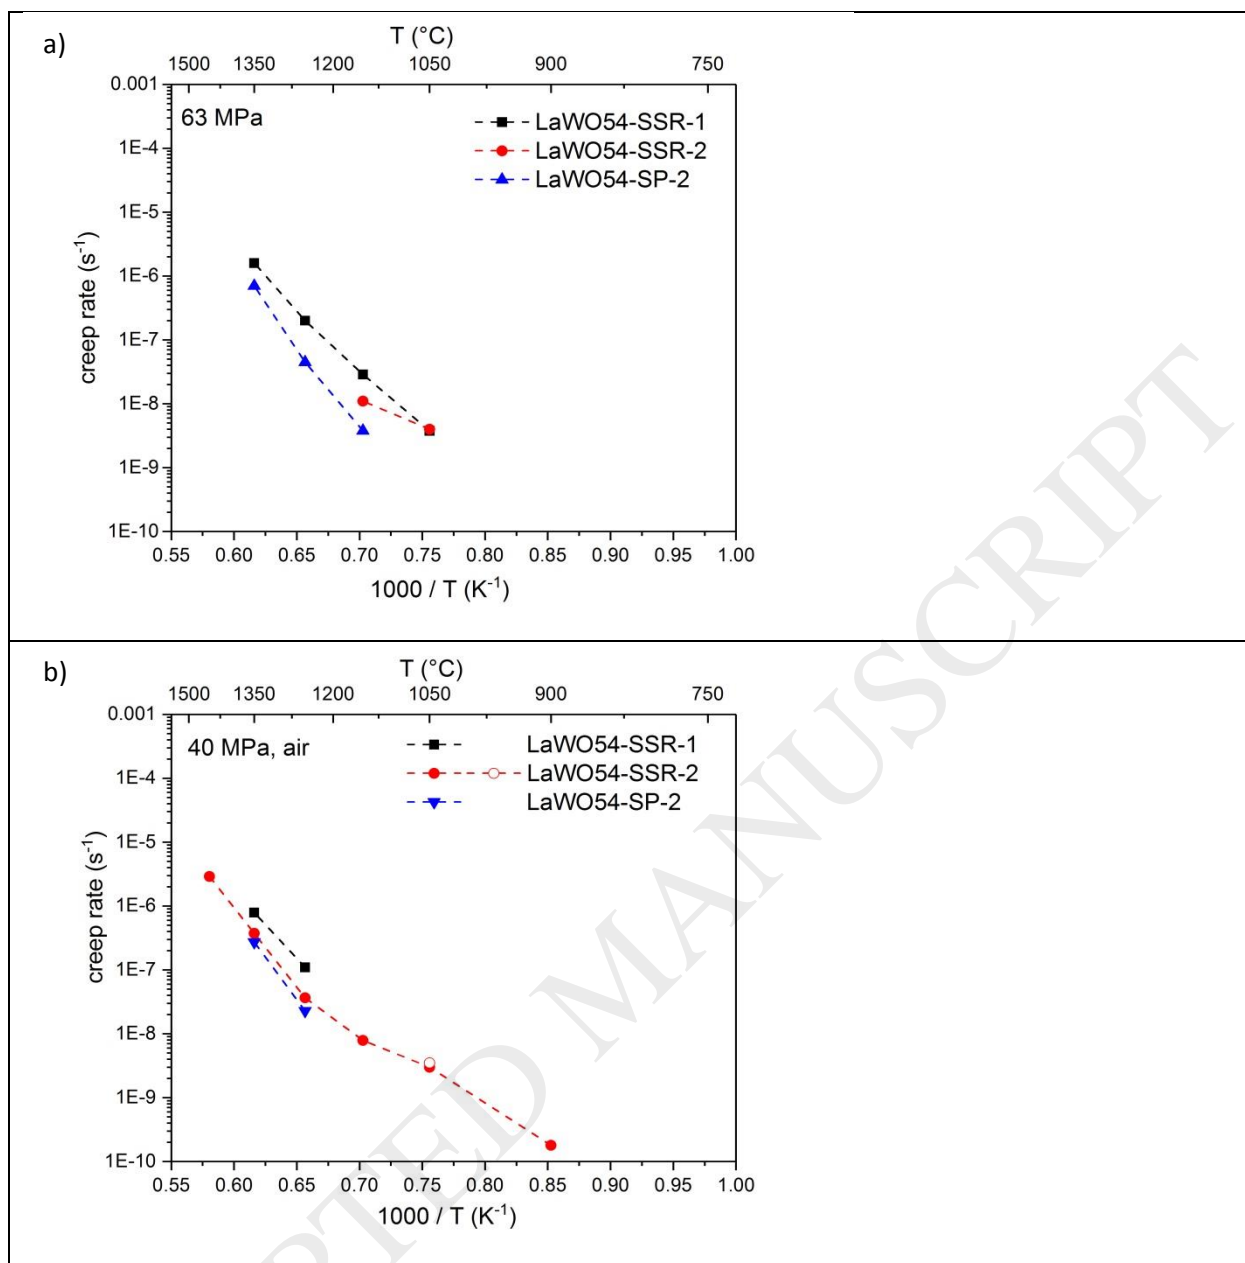 a)
T (°C)
1500 1350 1200 1050 900 750
0.001
63 MPa
LaWO54-SSR-1
1E-4
LaWO54-SSR-2
LaWO54-SP-2
1E-5
creep rate (s⁻¹)
1E-6
1E-7
1E-8
1E-9
1E-10
0.55 0.60 0.65 0.70 0.75 0.80 0.85 0.90 0.95 1.00
1000 / T (K⁻¹)
b)
T (°C)
1500 1350 1200 1050 900 750
0.001
40 MPa, air
LaWO54-SSR-1
1E-4
LaWO54-SSR-2
LaWO54-SP-2
1E-5
creep rate (s⁻¹)
1E-6
1E-7
1E-8
1E-9
1E-10
0.55 0.60 0.65 0.70 0.75 0.80 0.85 0.90 0.95 1.00
1000 / T (K⁻¹)
RTED MANUSCRIPT